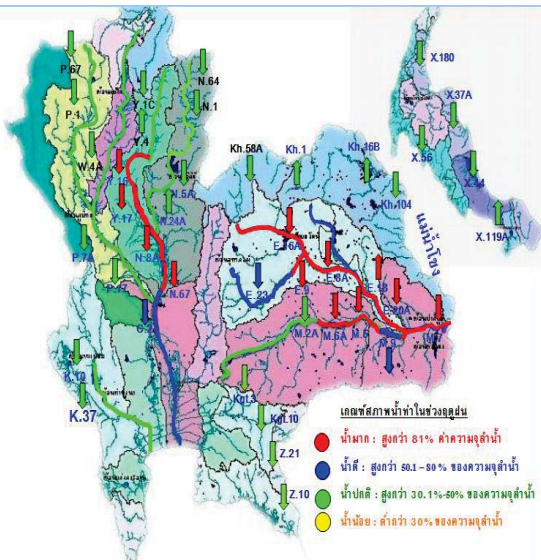 P.67
N.64
X.180
P.1
Y.1C
N.1
X.37A
Y.4
Kh.58A
Kh.1
Kh.16B
W.4A
X.56
X.44
N.5A
Kh.104
Y.17
N.24A
X.119A
แม่น้ำโขง
E.16A
P.7A
N.8A
E.8A
P.17
N.67
E.23
E.9
E.18
E.20A
C.2
M.2A
M.6A
M.5
M.9
M.7
K.10
Kgt.3
K.37
Kgt.10
Z.21
Z.10
เกณฑ์สภาพน้ำท่าในช่วงฤดูฝน
น้ำมาก : สูงกว่า 81% ค่าความจุลำน้ำ
น้ำดี : สูงกว่า 50.1-80% ของความจุลำน้ำ
น้ำปกติ : สูงกว่า 30.1%-50% ของความจุลำน้ำ
น้ำน้อย : ต่ำกว่า 30% ของความจุลำน้ำ